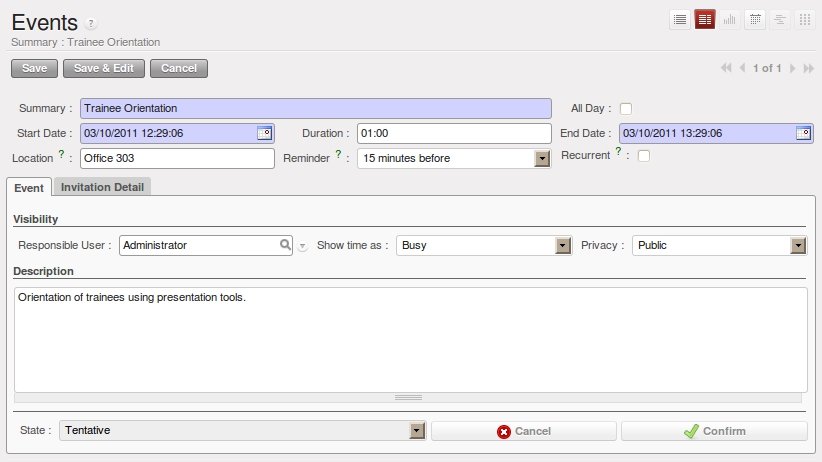 Events ?
Summary : Trainee Orientation
Save Save & Edit Cancel 1 of 1
Summary : Trainee Orientation All Day :
Start Date : 03/10/2011 12:29:06 Duration : 01:00 End Date : 03/10/2011 13:29:06
Location ? : Office 303 Reminder ? : 15 minutes before Recurrent ? :
Event Invitation Detail
Visibility
Responsible User : Administrator Show time as : Busy Privacy : Public
Description
Orientation of trainees using presentation tools.
State : Tentative Cancel Confirm